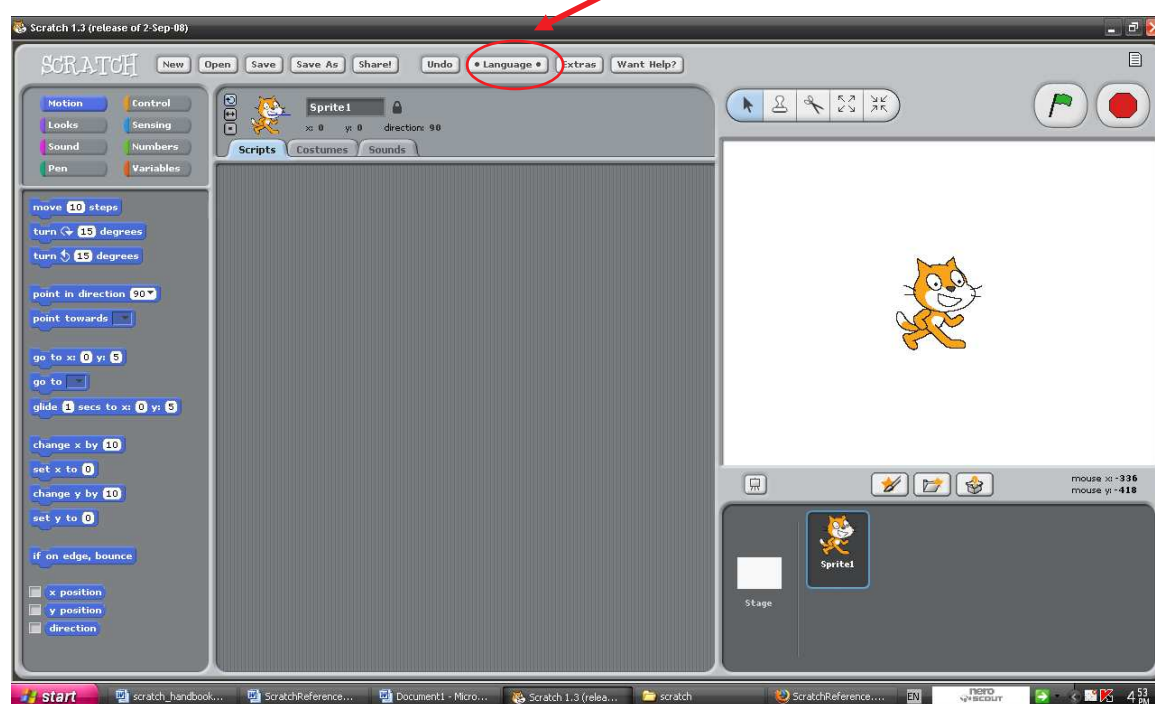 Scratch 1.3 (release of 2-Sep-08)
SCRATCH New Open Save Save As Share! Undo • Language • Extras Want Help?
Motion Control
Looks Sensing
Sound Numbers
Pen Variables
Sprite1
x: 0 y: 0 direction: 90
Scripts Costumes Sounds
move 10 steps
turn 15 degrees
turn 15 degrees
point in direction 90
point towards
go to x: 0 y: 5
go to
glide 1 secs to x: 0 y: 5
change x by 10
set x to 0
change y by 10
set y to 0
if on edge, bounce
x position
y position
direction
mouse x: -336
mouse y: -418
Sprite1
Stage
start scratch_handbook... ScratchReference... Document1 - Micro... Scratch 1.3 (relea... scratch ScratchReference.... EN nero SCOUT 4 53 PM